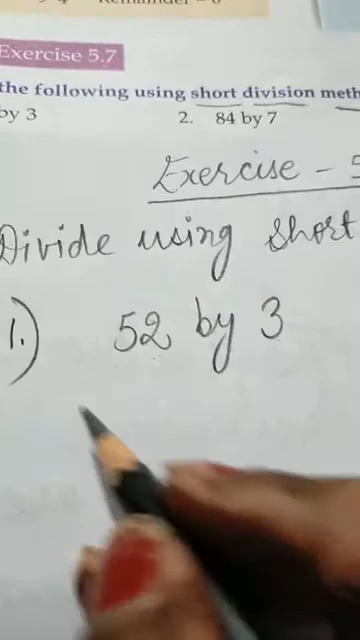 Exercise 5.7
the following using short division meth
by 3 2. 84 by 7
Exercise - 5
Divide using short
1.) 52 by 3